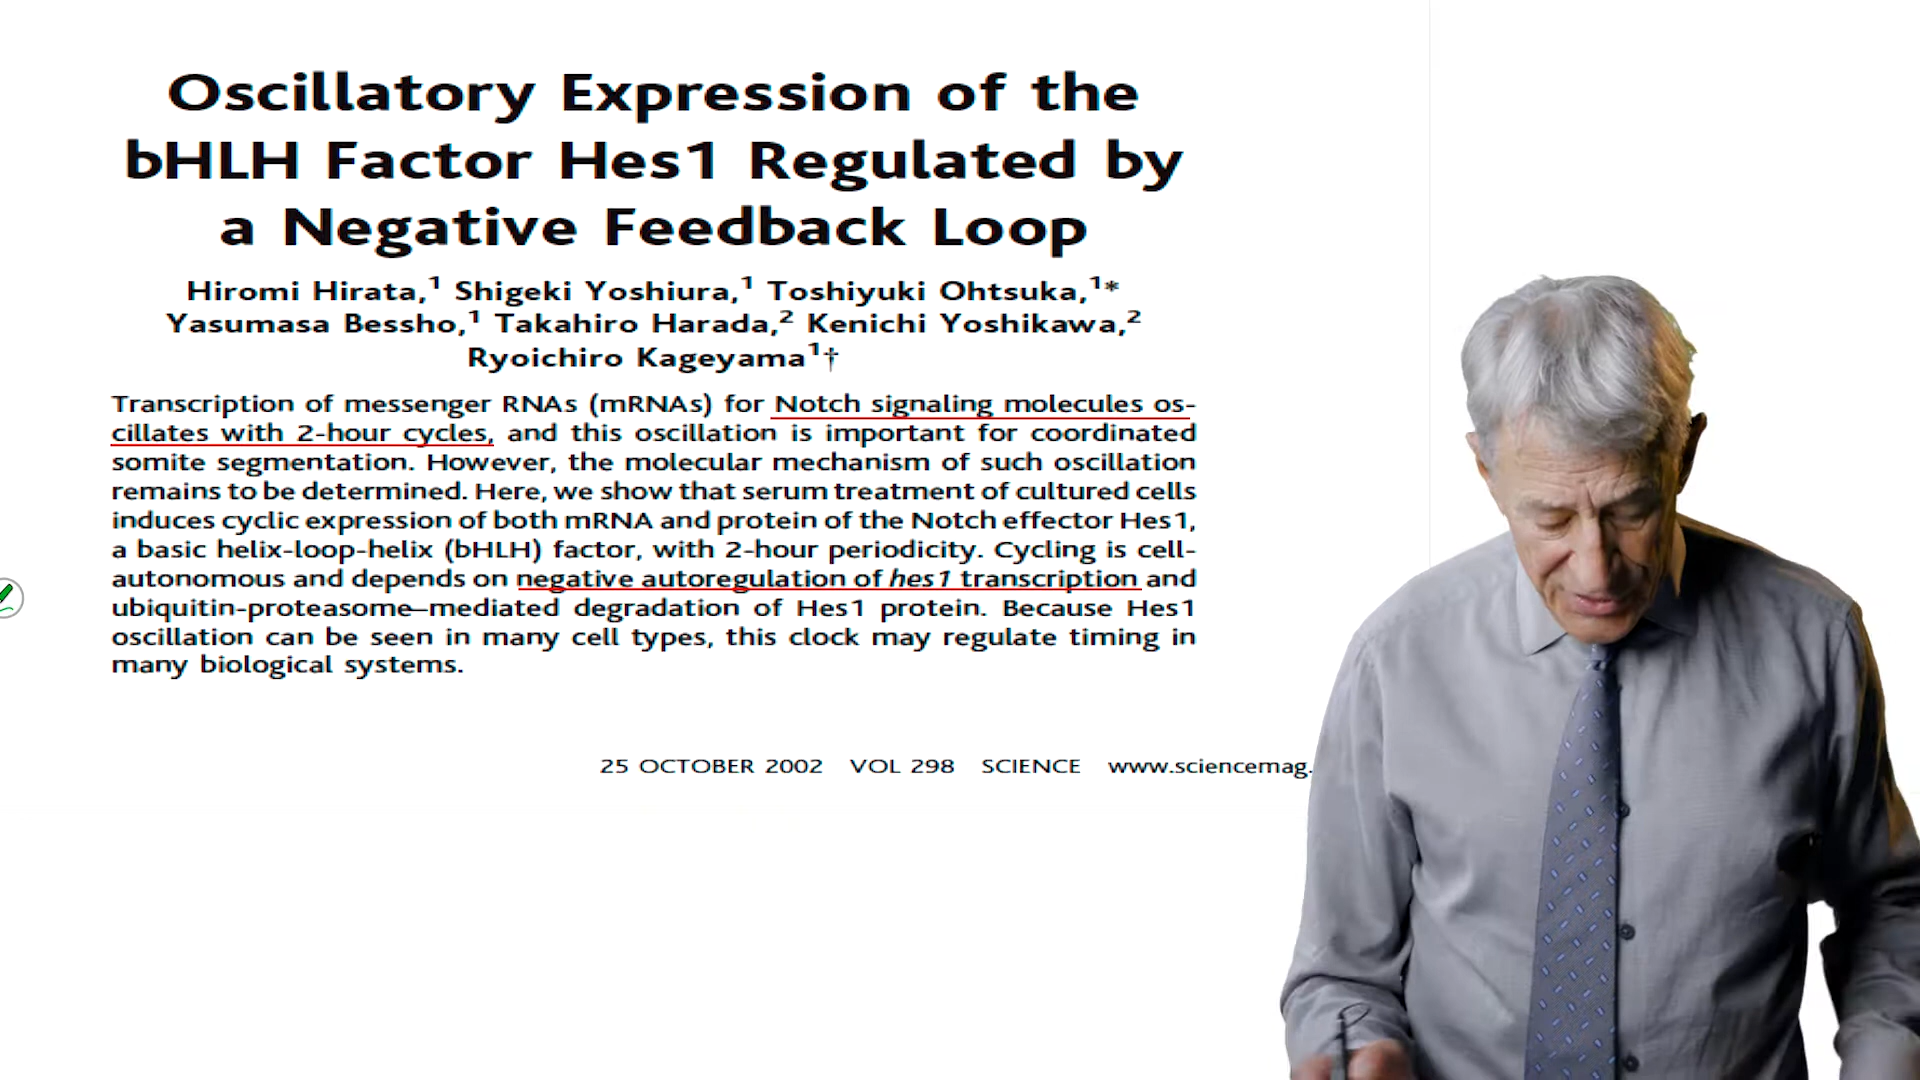 Oscillatory Expression of the
bHLH Factor Hes1 Regulated by
a Negative Feedback Loop
Hiromi Hirata,¹ Shigeki Yoshiura,¹ Toshiyuki Ohtsuka,¹*
Yasumasa Bessho,¹ Takahiro Harada,² Kenichi Yoshikawa,²
Ryoichiro Kageyama¹†
Transcription of messenger RNAs (mRNAs) for Notch signaling molecules os-
cillates with 2-hour cycles, and this oscillation is important for coordinated
somite segmentation. However, the molecular mechanism of such oscillation
remains to be determined. Here, we show that serum treatment of cultured cells
induces cyclic expression of both mRNA and protein of the Notch effector Hes1,
a basic helix-loop-helix (bHLH) factor, with 2-hour periodicity. Cycling is cell-
autonomous and depends on negative autoregulation of hes1 transcription and
ubiquitin-proteasome–mediated degradation of Hes1 protein. Because Hes1
oscillation can be seen in many cell types, this clock may regulate timing in
many biological systems.
25 OCTOBER 2002 VOL 298 SCIENCE www.sciencemag.